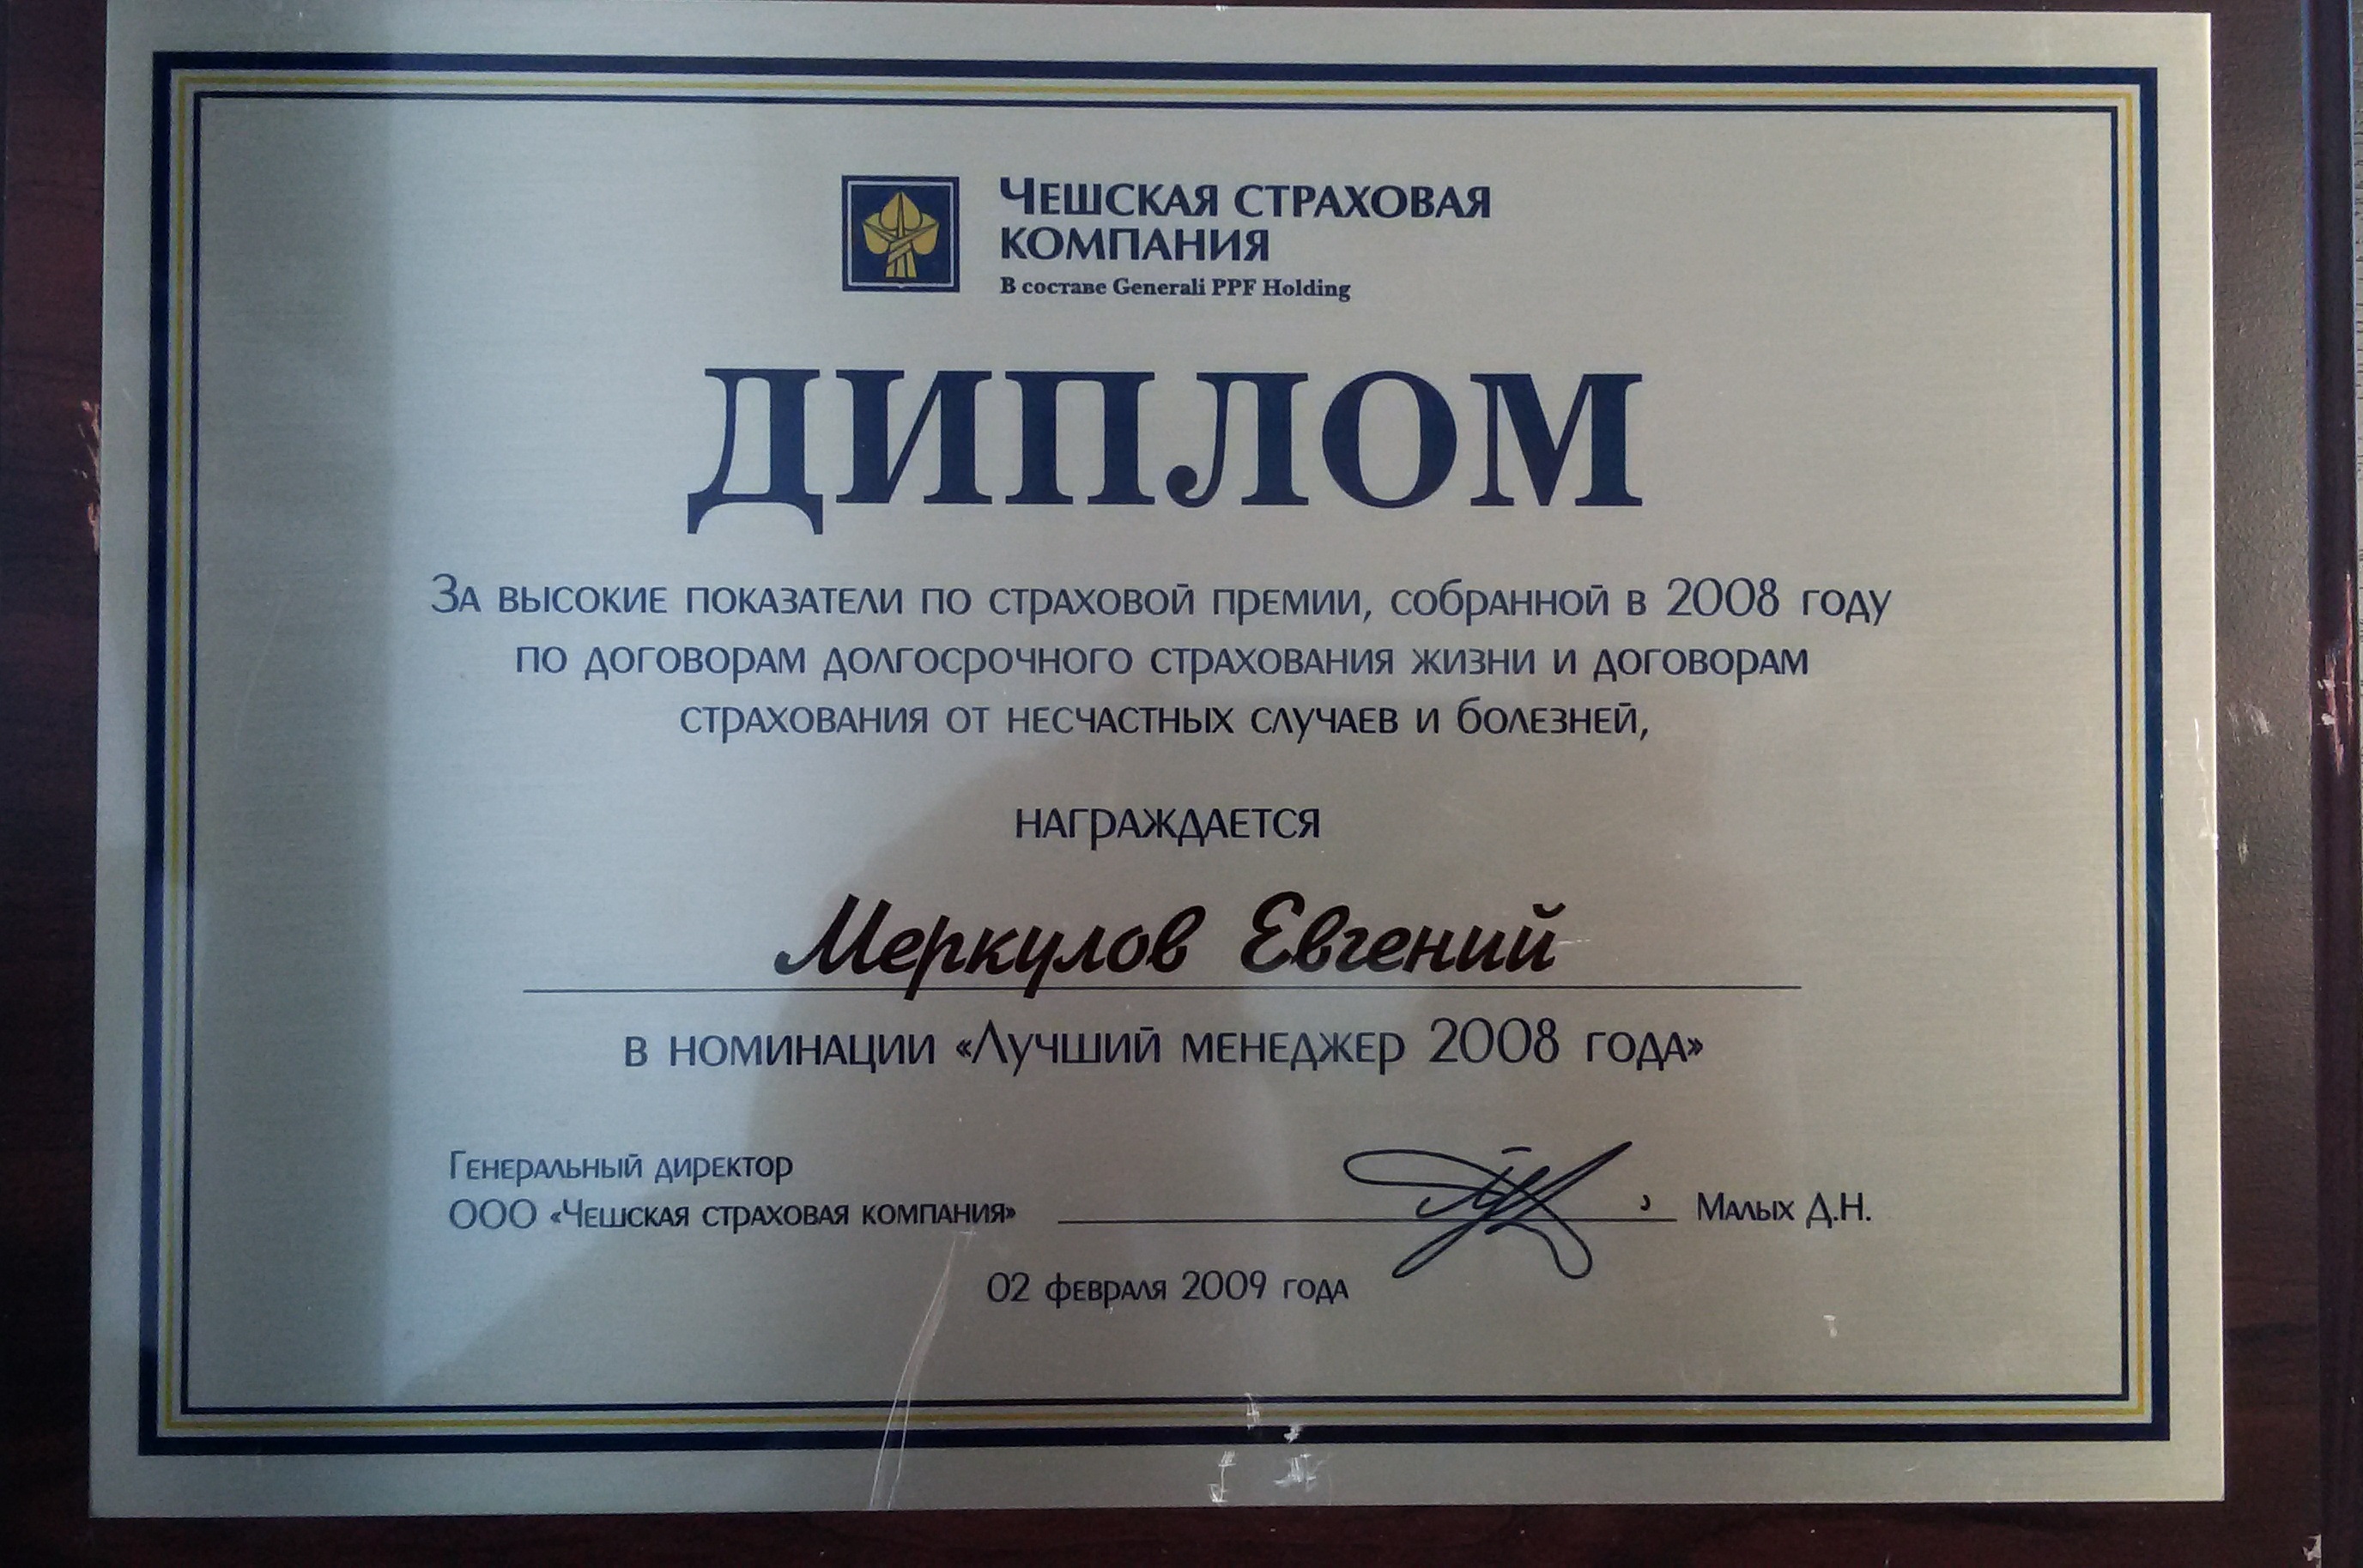 Чешская страховая
компания
В составе Generali PPF Holding
ДИПЛОМ
За высокие показатели по страховой премии, собранной в 2008 году
по договорам долгосрочного страхования жизни и договорам
страхования от несчастных случаев и болезней,
награждается
Меркулов Евгений
в номинации «Лучший менеджер 2008 года»
Генеральный директор
ООО «Чешская страховая компания» Малых Д.Н.
02 февраля 2009 года